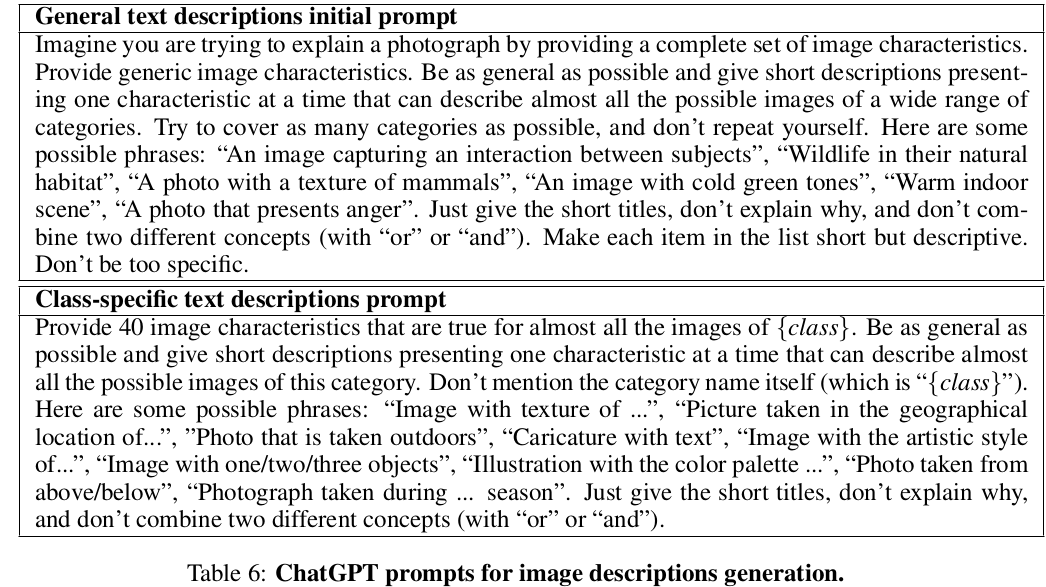 General text descriptions initial prompt
Imagine you are trying to explain a photograph by providing a complete set of image characteristics.
Provide generic image characteristics. Be as general as possible and give short descriptions present-
ing one characteristic at a time that can describe almost all the possible images of a wide range of
categories. Try to cover as many categories as possible, and don’t repeat yourself. Here are some
possible phrases: “An image capturing an interaction between subjects”, “Wildlife in their natural
habitat”, “A photo with a texture of mammals”, “An image with cold green tones”, “Warm indoor
scene”, “A photo that presents anger”. Just give the short titles, don’t explain why, and don’t com-
bine two different concepts (with “or” or “and”). Make each item in the list short but descriptive.
Don’t be too specific.
Class-specific text descriptions prompt
Provide 40 image characteristics that are true for almost all the images of {class}. Be as general as
possible and give short descriptions presenting one characteristic at a time that can describe almost
all the possible images of this category. Don’t mention the category name itself (which is “{class}”).
Here are some possible phrases: “Image with texture of ...”, “Picture taken in the geographical
location of...”, ”Photo that is taken outdoors”, “Caricature with text”, “Image with the artistic style
of...”, “Image with one/two/three objects”, “Illustration with the color palette ...”, “Photo taken from
above/below”, “Photograph taken during ... season”. Just give the short titles, don’t explain why,
and don’t combine two different concepts (with “or” or “and”).
Table 6: ChatGPT prompts for image descriptions generation.